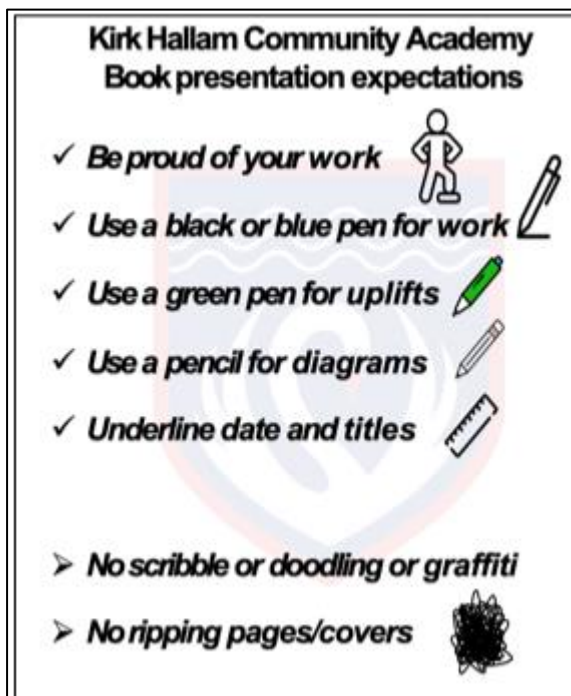 Kirk Hallam Community Academy
Book presentation expectations
✓ Be proud of your work
✓ Use a black or blue pen for work
✓ Use a green pen for uplifts
✓ Use a pencil for diagrams
✓ Underline date and titles
➢ No scribble or doodling or graffiti
➢ No ripping pages/covers